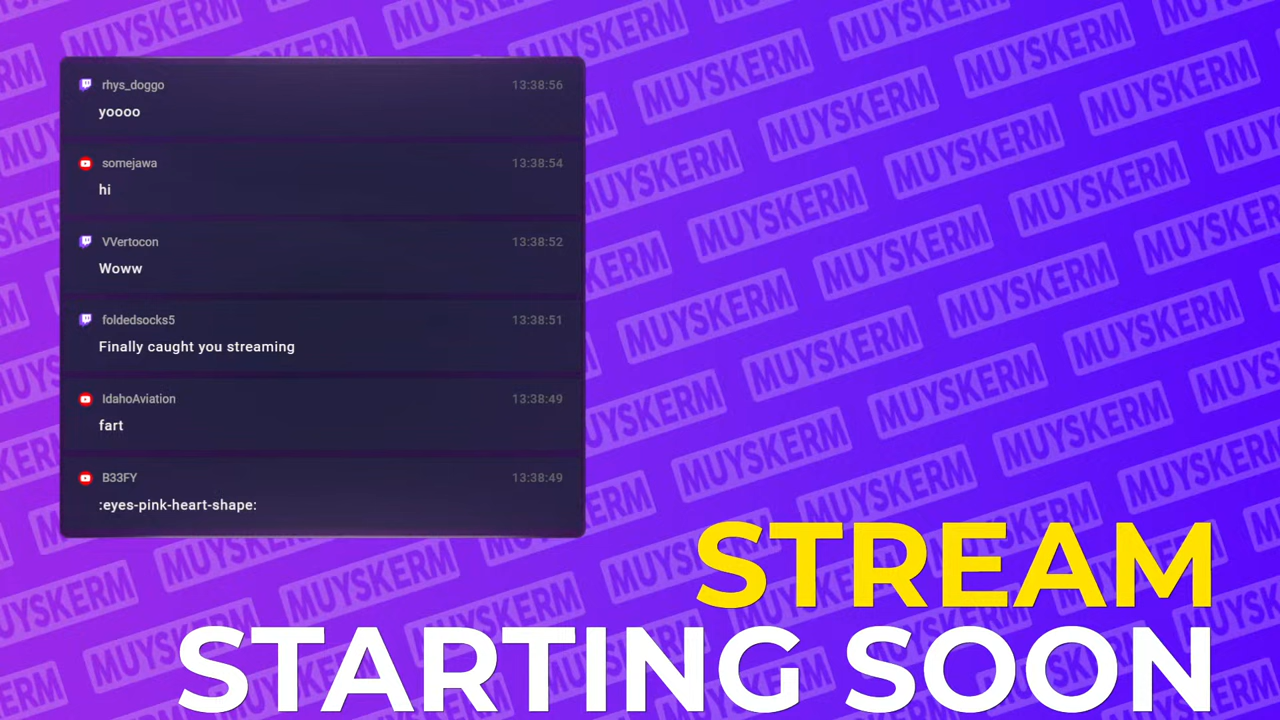 rhys_doggo 13:38:56
yoooo
somejawa 13:38:54
hi
VVertocon 13:38:52
Woww
foldedsocks5 13:38:51
Finally caught you streaming
IdahoAviation 13:38:49
fart
B33FY 13:38:49
:eyes-pink-heart-shape:
STREAM
STARTING SOON
MUYSKERM